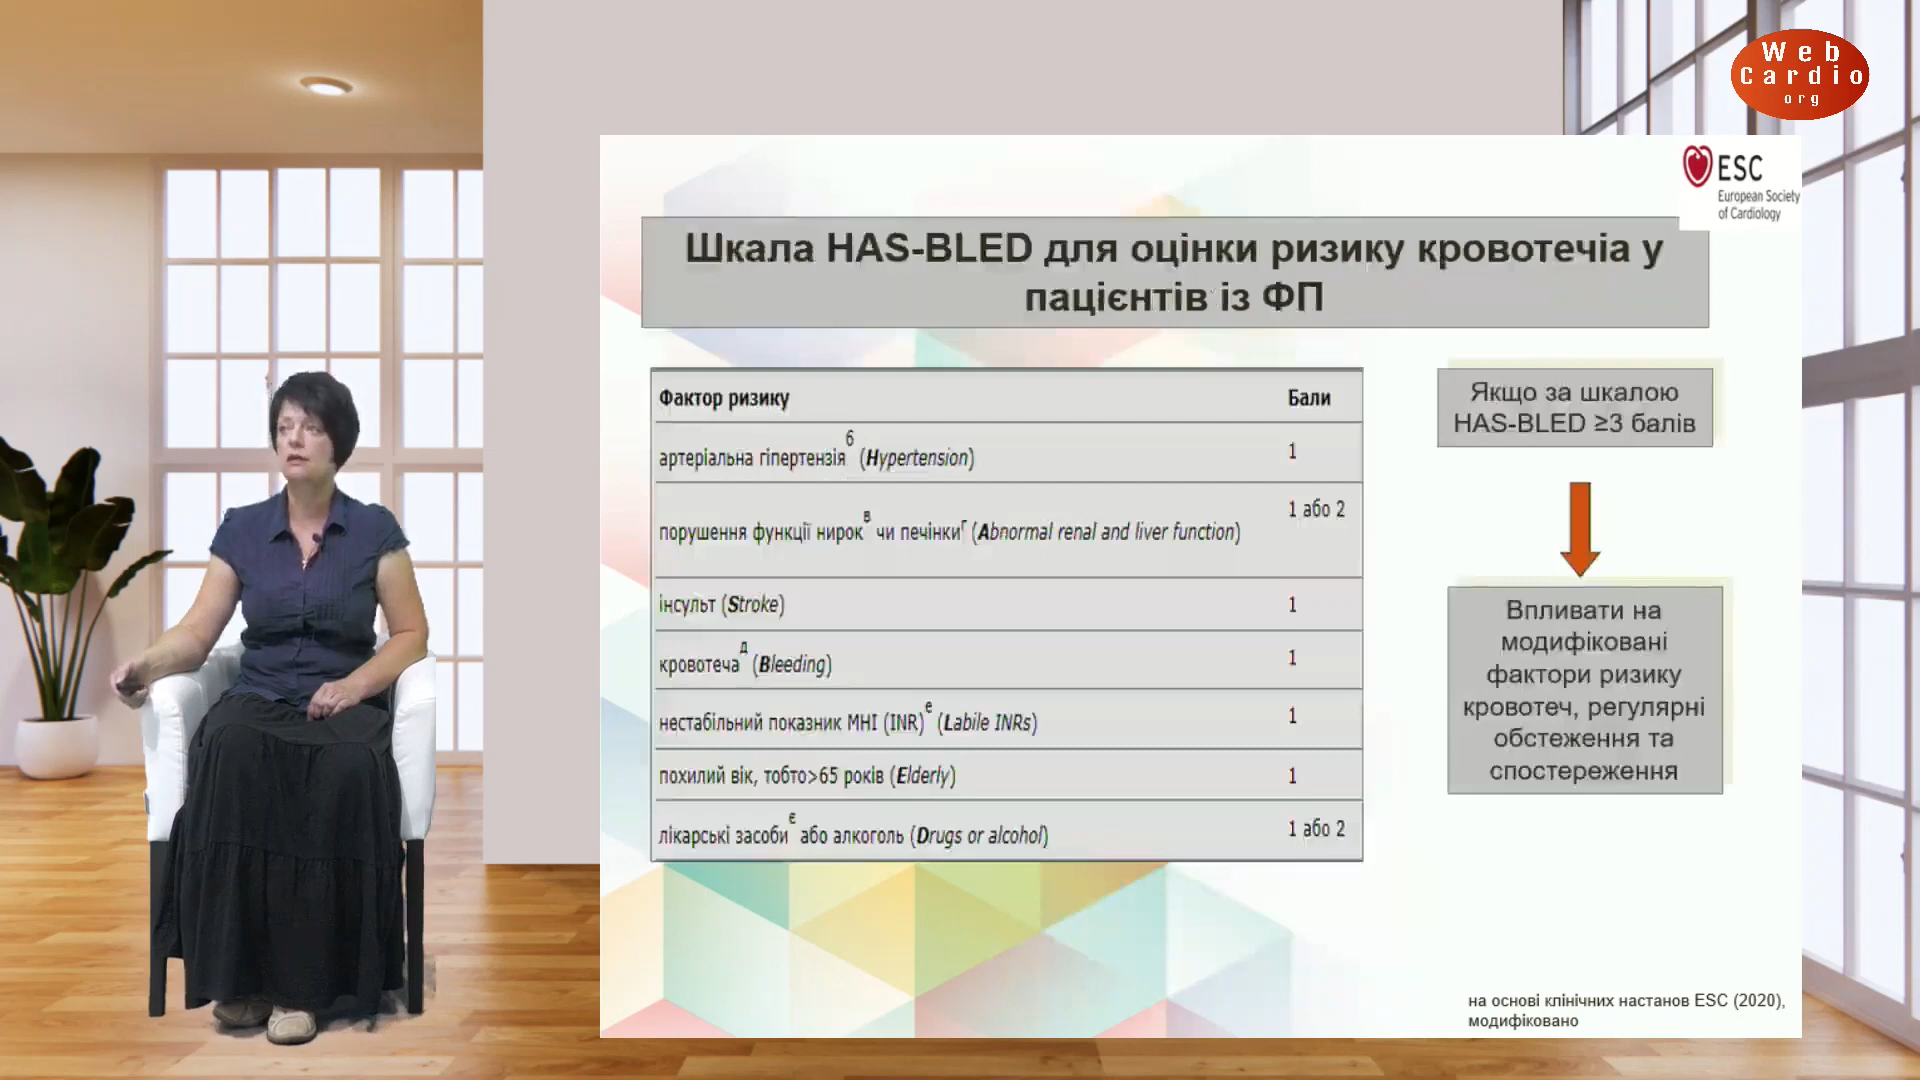 Web
Cardio
org
ESC
European Society
of Cardiology
Шкала HAS-BLED для оцінки ризику кровотечіа у
пацієнтів із ФП
Фактор ризику Бали
артеріальна гіпертензія б (Hypertension) 1
порушення функції нирок в чи печінки г (Abnormal renal and liver function) 1 або 2
інсульт (Stroke) 1
кровотеча д (Bleeding) 1
нестабільний показник МНІ (INR) е (Labile INRs) 1
похилий вік, тобто>65 років (Elderly) 1
лікарські засоби є або алкоголь (Drugs or alcohol) 1 або 2
Якщо за шкалою
HAS-BLED ≥3 балів
Впливати на
модифіковані
фактори ризику
кровотеч, регулярні
обстеження та
спостереження
на основі клінічних настанов ESC (2020),
модифіковано